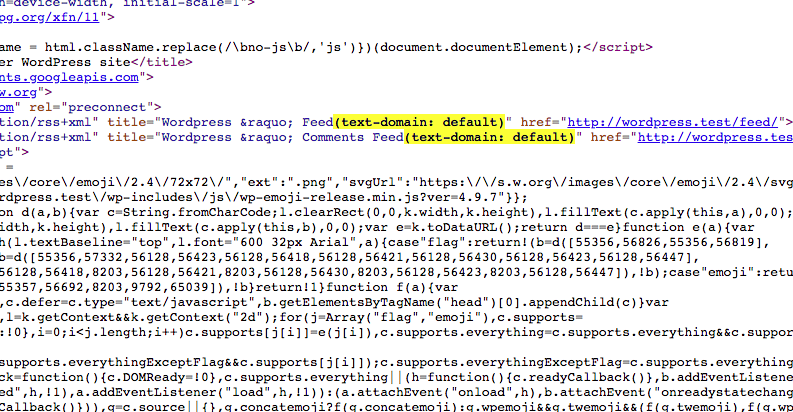 h=device-width, initial-scale=1">
pg.org/xfn/11">
ame = html.className.replace(/\bno-js\b/,'js')})(document.documentElement);</script>
er WordPress site</title>
nts.googleapis.com">
w.org">
om" rel="preconnect">
tion/rss+xml" title="Wordpress &raquo; Feed(text-domain: default)" href="http://wordpress.test/feed/">
tion/rss+xml" title="Wordpress &raquo; Comments Feed(text-domain: default)" href="http://wordpress.tes
pt">
=
es\/core\/emoji\/2.4\/72x72\/","ext":".png","svgUrl":"https:\/\/s.w.org\/images\/core\/emoji\/2.4\/svg
rdpress.test\/wp-includes\/js\/wp-emoji-release.min.js?ver=4.9.7"}};
on d(a,b){var c=String.fromCharCode;l.clearRect(0,0,k.width,k.height),l.fillText(c.apply(this,a),0,0);
idth,k.height),l.fillText(c.apply(this,b),0,0);var e=k.toDataURL();return d===e}function e(a){var
h(l.textBaseline="top",l.font="600 32px Arial",a){case"flag":return!(b=d([55356,56826,55356,56819],
b=d([55356,57332,56128,56423,56128,56418,56128,56421,56128,56430,56128,56423,56128,56447],
56128,56418,8203,56128,56421,8203,56128,56430,8203,56128,56423,8203,56128,56447]),!b);case"emoji":retu
55357,56692,8203,9792,65039]),!b}return!1}function f(a){var
,c.defer=c.type="text/javascript",b.getElementsByTagName("head")[0].appendChild(c)}var
,l=k.getContext&&k.getContext("2d");for(j=Array("flag","emoji"),c.supports=
:!0},i=0;i<j.length;i++)c.supports[j[i]]=e(j[i]),c.supports.everything=c.supports.everything&&c.suppor
supports.everythingExceptFlag&&c.supports[j[i]]);c.supports.everythingExceptFlag=c.supports.everything
ck=function(){c.DOMReady=!0},c.supports.everything||(h=function(){c.readyCallback()},b.addEventListene
ed",h,!1),a.addEventListener("load",h,!1)):(a.attachEvent("onload",h),b.attachEvent("onreadystatechang
Callback()})),g=c.source||{},g.concatemoji?f(g.concatemoji):g.wpemoji&&g.twemoji&&(f(g.twemoji),f(g.wp